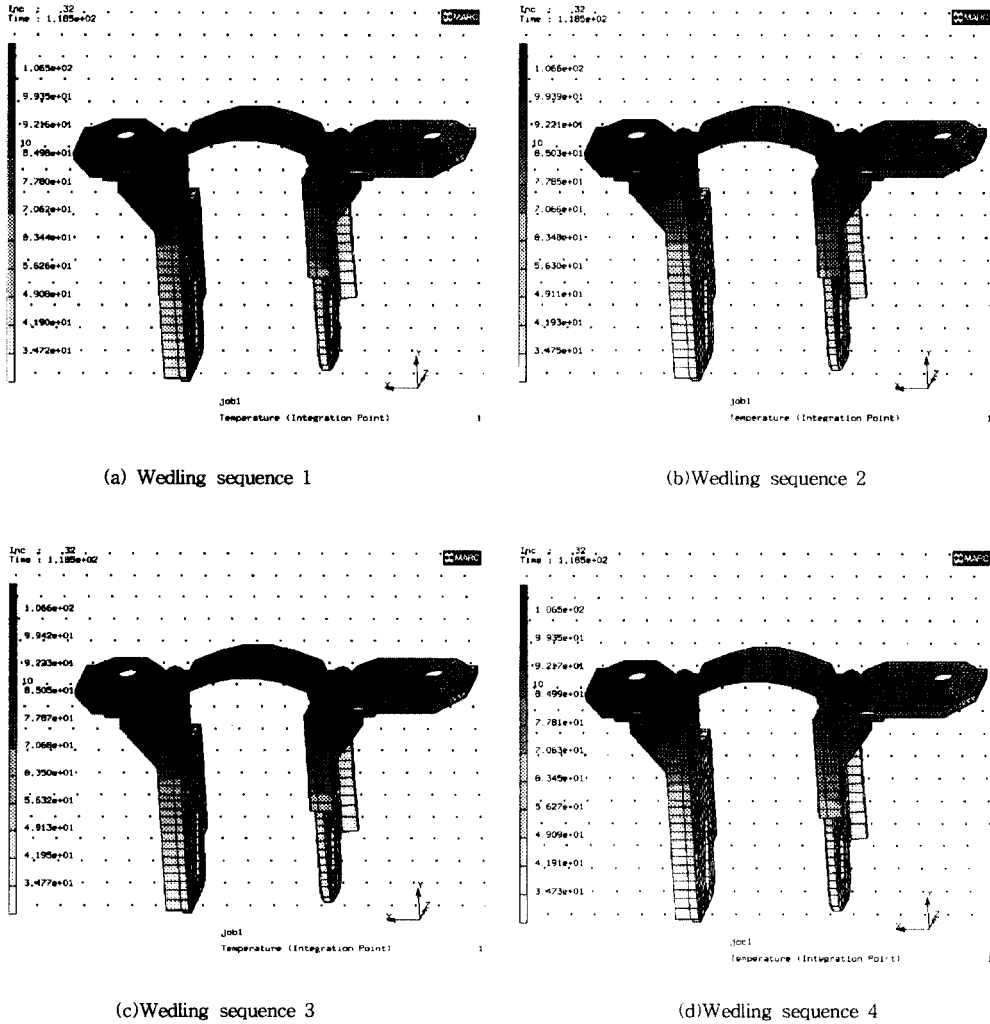 Inc : .32
Time : 1.185e+02
MARC
1.065e+02
9.935e+01
9.216e+01
10
8.498e+01
7.780e+01
7.062e+01
6.344e+01
5.626e+01
4.908e+01
4.190e+01
3.472e+01
Y
X
Z
job1
Temperature (Integration Point)
1
(a) Wedling sequence 1
Inc : .32
Time : 1.185e+02
MARC
1.066e+02
9.939e+01
9.221e+01
10
8.503e+01
7.785e+01
7.066e+01
6.348e+01
5.630e+01
4.911e+01
4.193e+01
3.475e+01
Y
X
Z
job1
Temperature (Integration Point)
1
(b)Wedling sequence 2
Inc : .32
Time : 1.185e+02
MARC
1.066e+02
9.942e+01
9.223e+01
10
8.505e+01
7.787e+01
7.068e+01
6.350e+01
5.632e+01
4.913e+01
4.195e+01
3.477e+01
Y
X
Z
job1
Temperature (Integration Point)
1
(c)Wedling sequence 3
Inc : .32
Time : 1.185e+02
MARC
1.065e+02
9.935e+01
9.217e+01
10
8.499e+01
7.781e+01
7.063e+01
6.345e+01
5.627e+01
4.909e+01
4.191e+01
3.473e+01
Y
X
Z
job1
Temperature (Integration Point)
1
(d)Wedling sequence 4